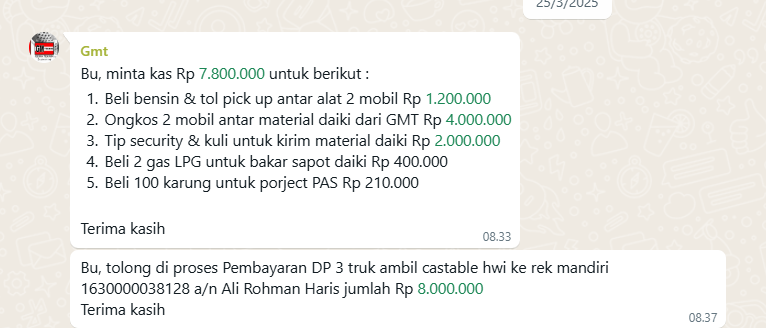 25/3/2025
Gmt
Bu, minta kas Rp 7.800.000 untuk berikut :
1. Beli bensin & tol pick up antar alat 2 mobil Rp 1.200.000
2. Ongkos 2 mobil antar material daiki dari GMT Rp 4.000.000
3. Tip security & kuli untuk kirim material daiki Rp 2.000.000
4. Beli 2 gas LPG untuk bakar sapot daiki Rp 400.000
5. Beli 100 karung untuk porject PAS Rp 210.000
Terima kasih
08.33
Bu, tolong di proses Pembayaran DP 3 truk ambil castable hwi ke rek mandiri
1630000038128 a/n Ali Rohman Haris jumlah Rp 8.000.000
Terima kasih
08.37